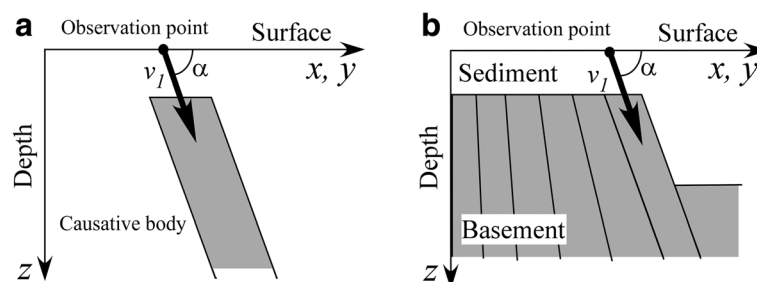 a
Observation point
Surface
α
v1
x, y
Depth
Causative body
z
b
Observation point
Surface
Sediment
α
v1
x, y
Depth
Basement
z